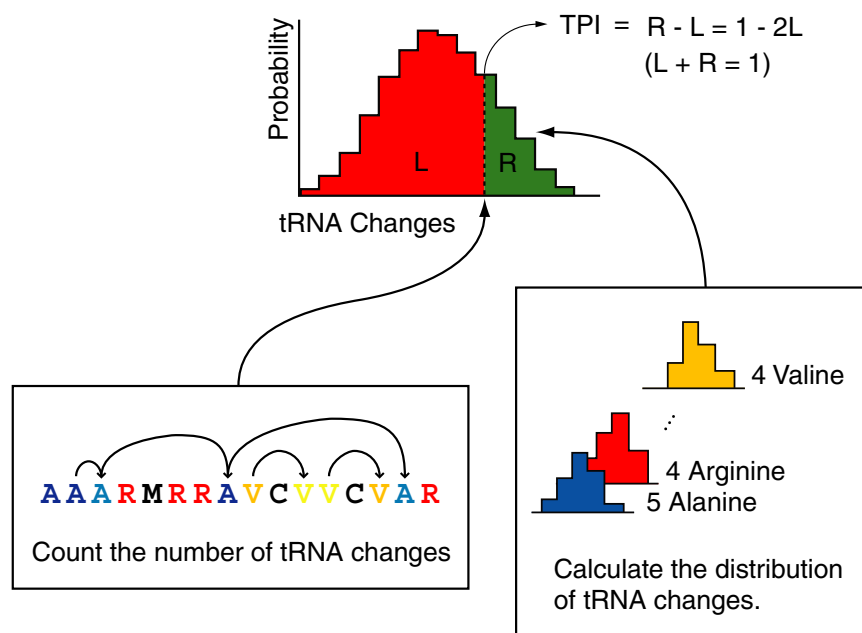 TPI = R - L = 1 - 2L
(L + R = 1)
Probability
L
R
tRNA Changes
4 Valine
4 Arginine
5 Alanine
AAARMRRAVCVVCVAR
Count the number of tRNA changes
Calculate the distribution
of tRNA changes.